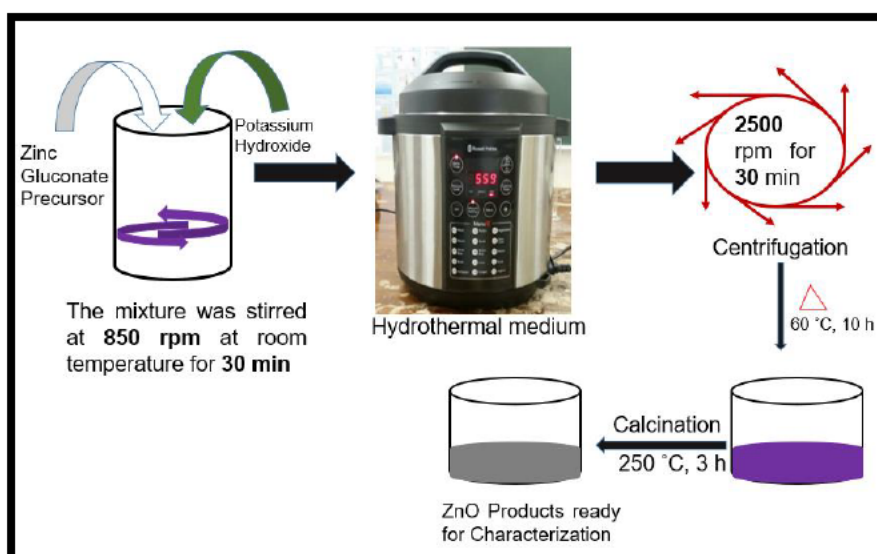 Zinc
Gluconate
Precursor
Potassium
Hydroxide
The mixture was stirred
at 850 rpm at room
temperature for 30 min
559
Hydrothermal medium
2500
rpm for
30 min
Centrifugation
60 °C, 10 h
Calcination
250 °C, 3 h
ZnO Products ready
for Characterization